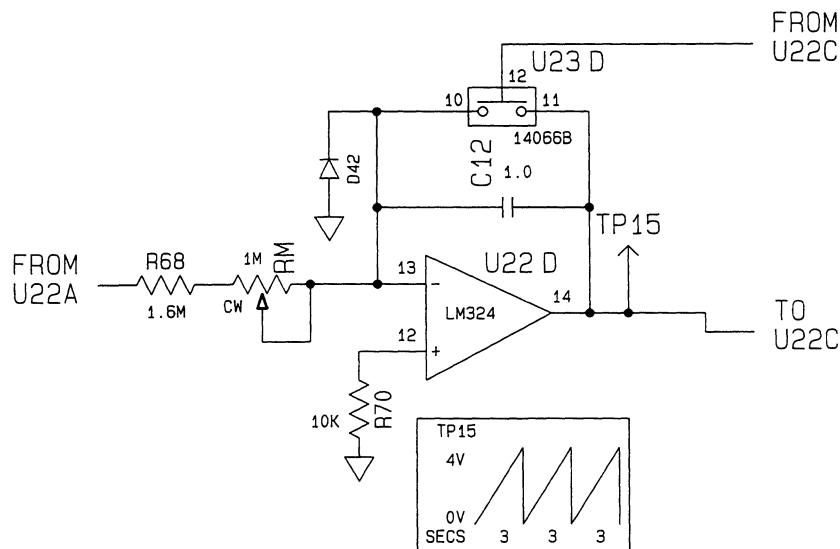 FROM
U22C
U23 D
12
10
11
14066B
D42
C12
1.0
TP15
FROM
U22A
R68
1.6M
1M
RM
CW
13
-
U22 D
LM324
14
12
+
TO
U22C
10K
R70
TP15
4V
0V
SECS 3 3 3